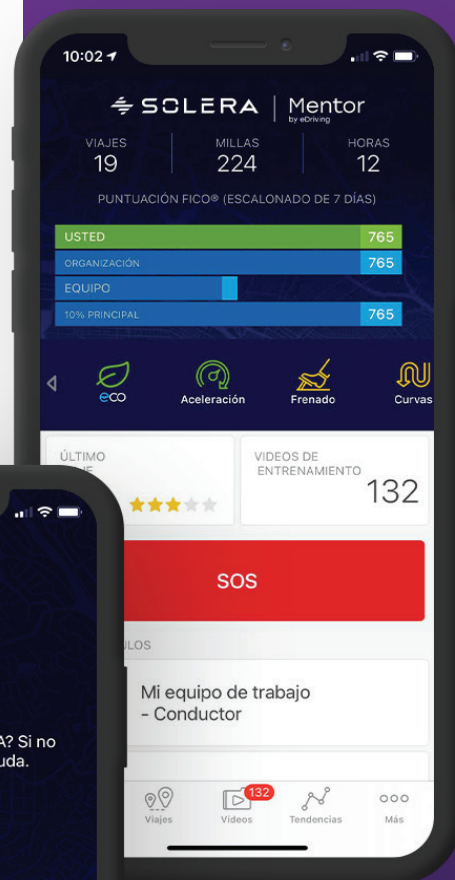 10:02
SOLERA | Mentor
by eDriving
VIAJES MILLAS HORAS
19 224 12
PUNTUACIÓN FICO® (ESCALONADO DE 7 DÍAS)
USTED 765
ORGANIZACIÓN 765
EQUIPO
10% PRINCIPAL 765
eco Aceleración Frenado Curvas
ÚLTIMO
VIDEOS DE
ENTRENAMIENTO
132
SOS
Mi equipo de trabajo
- Conductor
132
Viajes Videos Tendencias Más
A? Si no
uda.